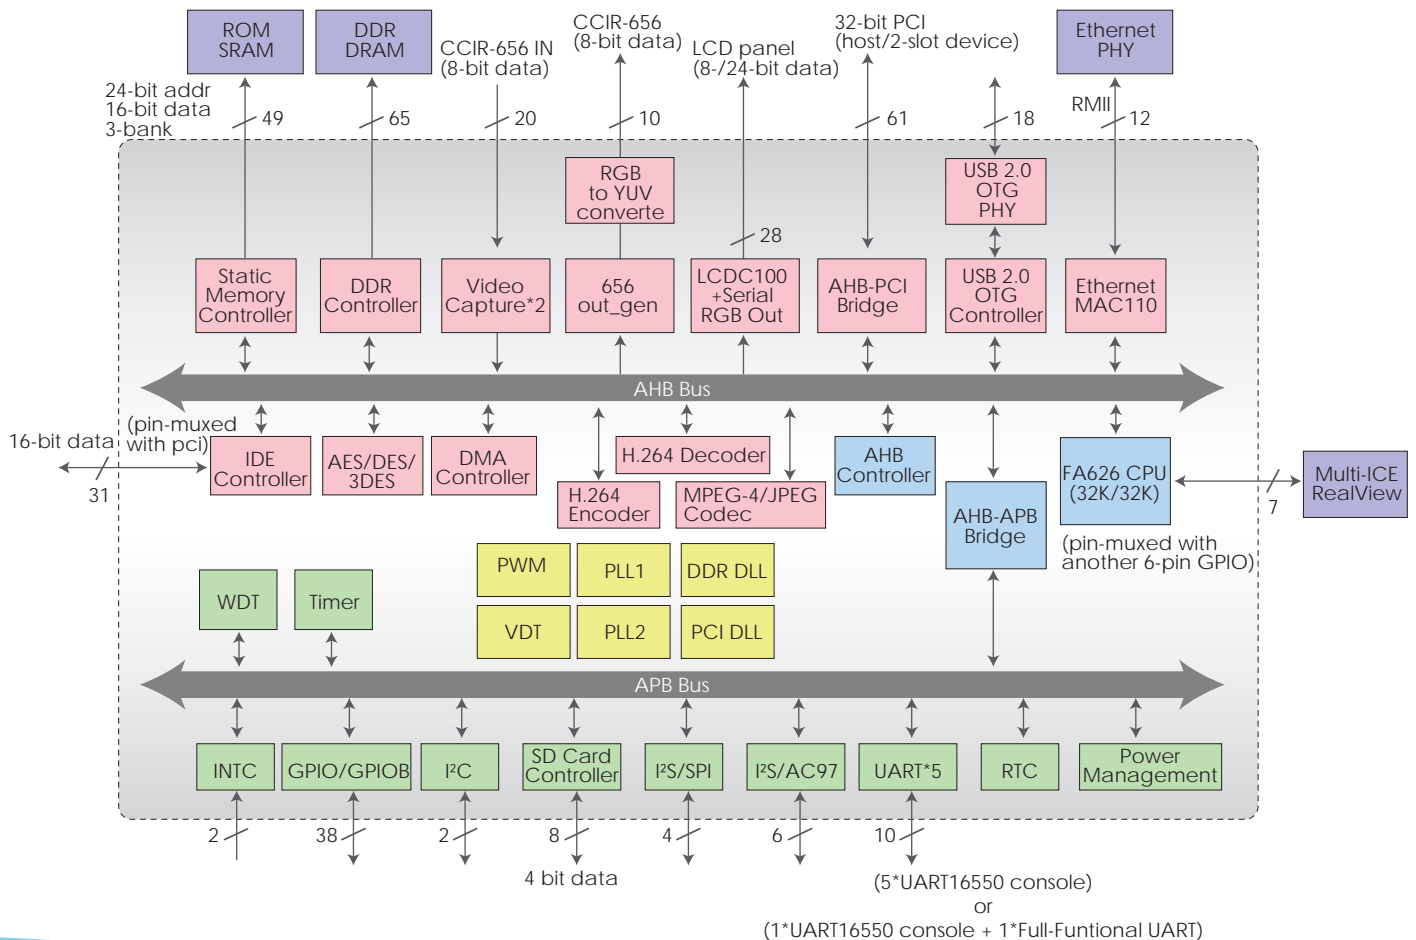 ROM
SRAM
DDR
DRAM
CCIR-656 IN
(8-bit data)
CCIR-656
(8-bit data)
LCD panel
(8-/24-bit data)
32-bit PCI
(host/2-slot device)
Ethernet
PHY
24-bit addr
16-bit data
3-bank
49
65
20
10
61
18
RMII
12
RGB
to YUV
converte
USB 2.0
OTG
PHY
28
Static
Memory
Controller
DDR
Controller
Video
Capture*2
656
out_gen
LCDC100
+Serial
RGB Out
AHB-PCI
Bridge
USB 2.0
OTG
Controller
Ethernet
MAC110
AHB Bus
16-bit data
31
(pin-muxed
with pci)
IDE
Controller
AES/DES/
3DES
DMA
Controller
H.264
Encoder
H.264 Decoder
MPEG-4/JPEG
Codec
AHB
Controller
AHB-APB
Bridge
FA626 CPU
(32K/32K)
7
Multi-ICE
RealView
(pin-muxed with
another 6-pin GPIO)
PWM
PLL1
DDR DLL
VDT
PLL2
PCI DLL
WDT
Timer
APB Bus
INTC
GPIO/GPIOB
I²C
SD Card
Controller
I²S/SPI
I²S/AC97
UART*5
RTC
Power
Management
2
38
2
8
4
6
10
4 bit data
(5*UART16550 console)
or
(1*UART16550 console + 1*Full-Funtional UART)